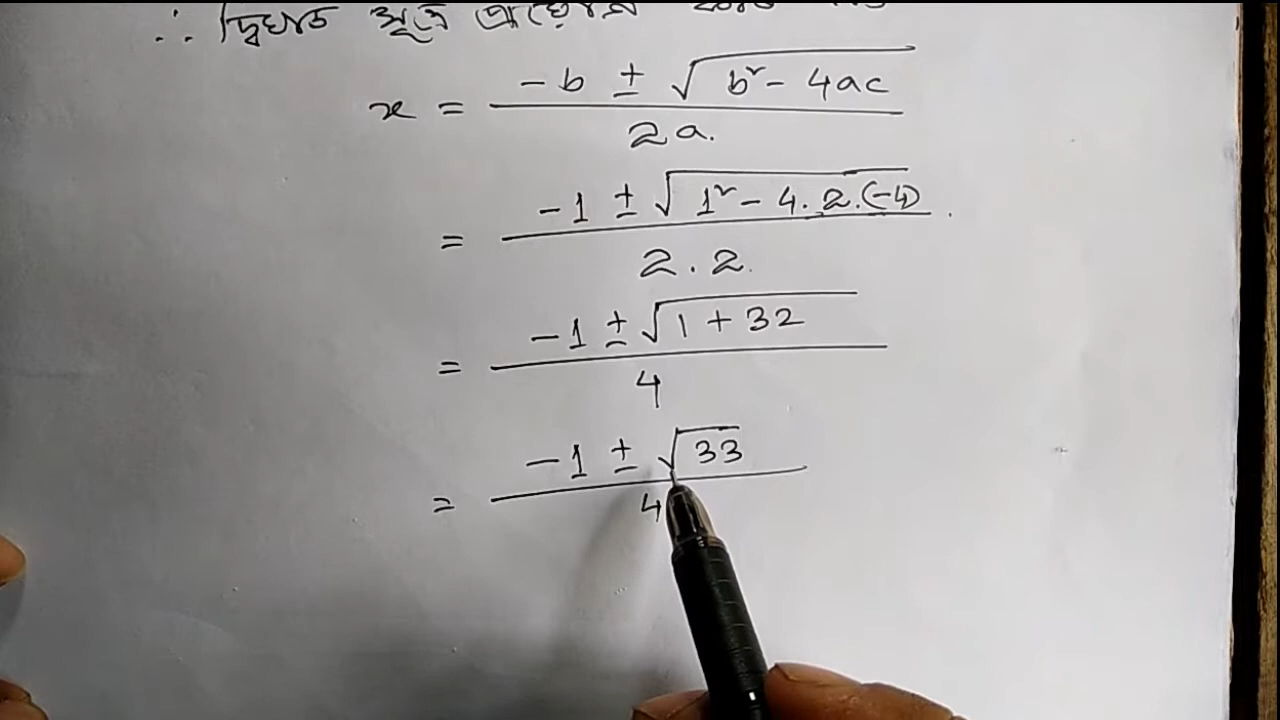 ∴ দ্বিঘাত সূত্র প্রয়োগ
x = (-b ± √(b² - 4ac)) / 2a.
= (-1 ± √(1² - 4.2.(-4))) / 2.2.
= (-1 ± √(1 + 32)) / 4
= (-1 ± √33) / 4